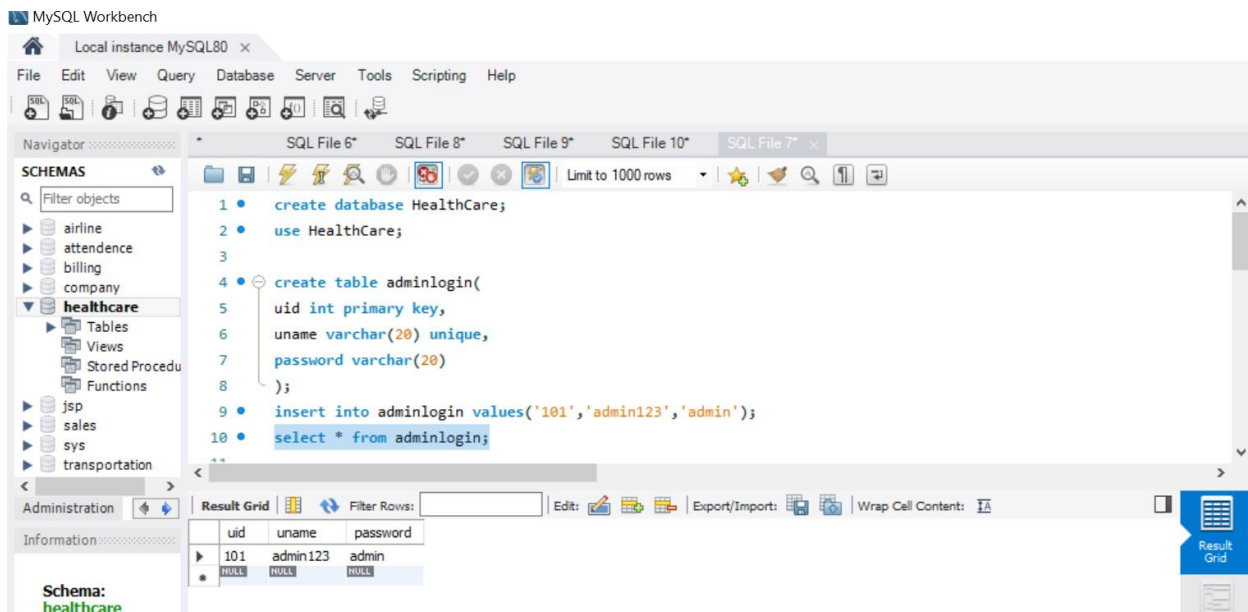 MySQL Workbench
Local instance MySQL80 ×
File Edit View Query Database Server Tools Scripting Help
Navigator
* SQL File 6* SQL File 8* SQL File 9* SQL File 10* SQL File 7* ×
SCHEMAS
Limit to 1000 rows
Filter objects
airline
attendence
billing
company
healthcare
Tables
Views
Stored Procedu
Functions
jsp
sales
sys
transportation
1 create database HealthCare;
2 use HealthCare;
3
4 create table adminlogin(
5 uid int primary key,
6 uname varchar(20) unique,
7 password varchar(20)
8 );
9 insert into adminlogin values('101','admin123','admin');
10 select * from adminlogin;
11
Administration
Information
Schema:
healthcare
Result Grid Filter Rows: Edit: Export/Import: Wrap Cell Content:
uid uname password
101 admin123 admin
NULL NULL NULL
Result
Grid